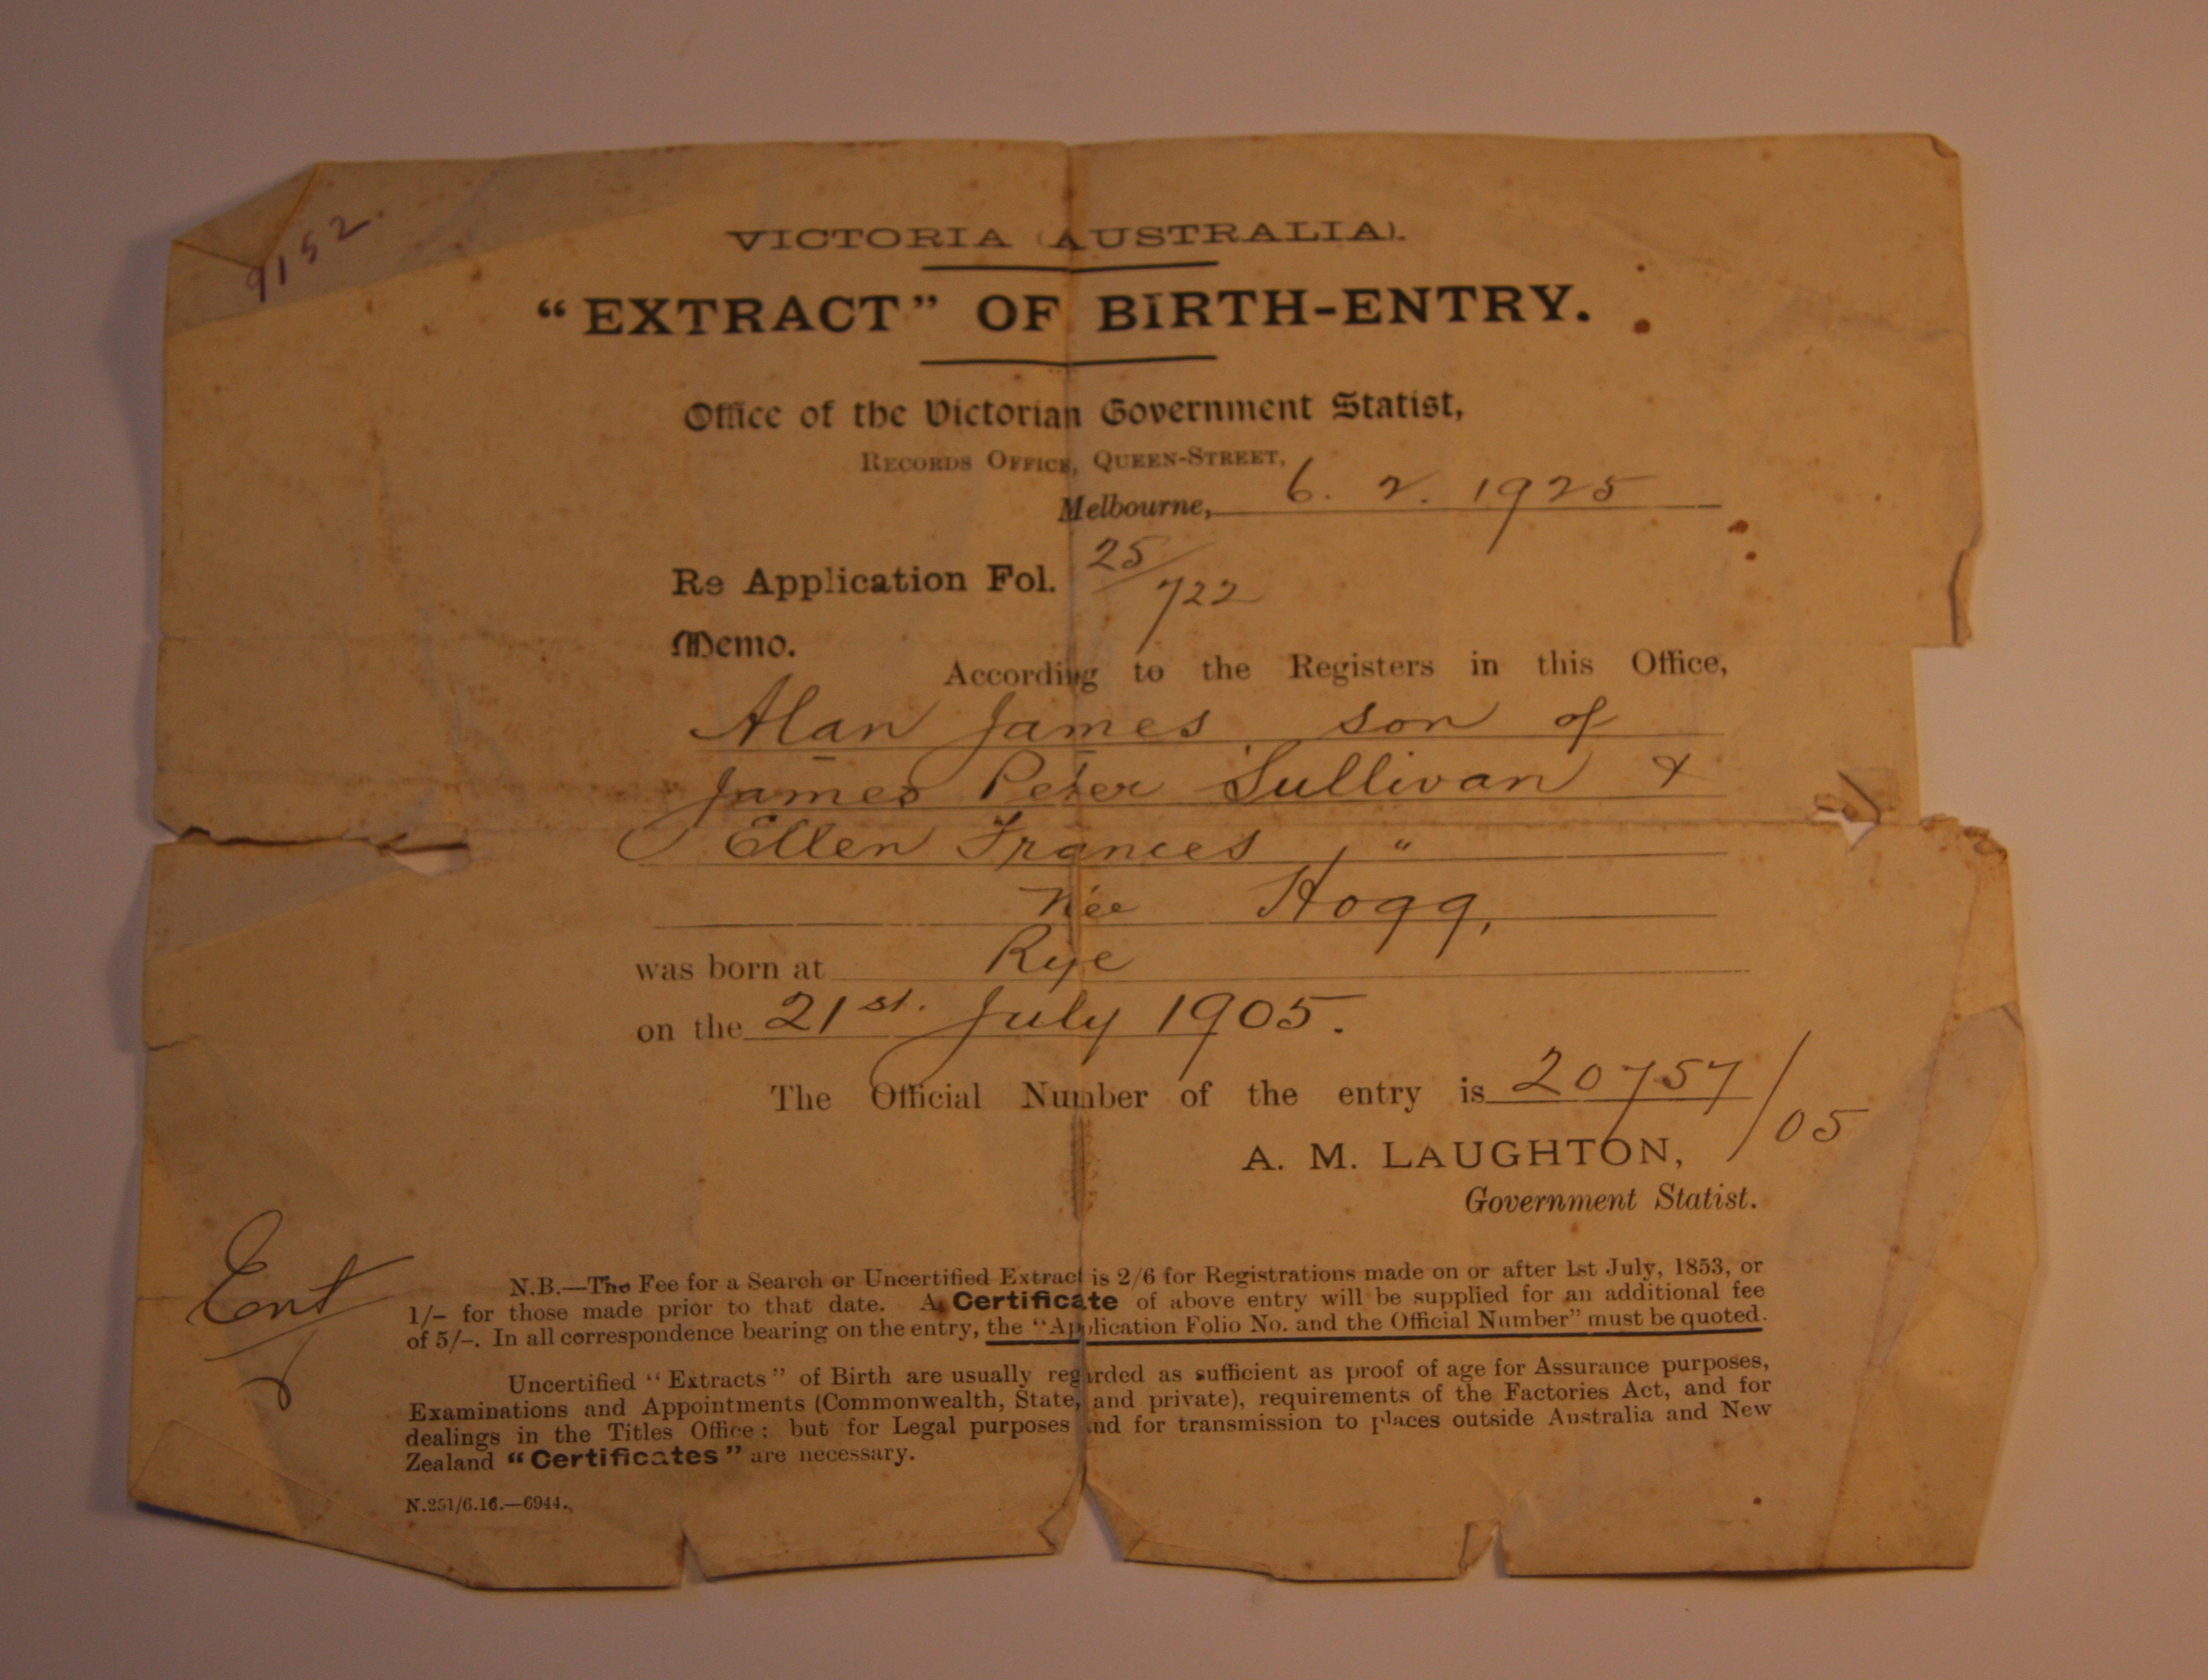 9152.
VICTORIA (AUSTRALIA).
“EXTRACT” OF BIRTH-ENTRY.
Office of the Victorian Government Statist,
RECORDS OFFICE, QUEEN-STREET,
Melbourne, 6. 2. 1925
Re Application Fol. 25/722
Memo.
According to the Registers in this Office,
Alan James son of
James Peter Sullivan &
Ellen Frances "
Née Hogg,
was born at Rye
on the 21st. July 1905.
The Official Number of the entry is 20757/05
A. M. LAUGHTON,
Government Statist.
Ent
N.B.—The Fee for a Search or Uncertified Extract is 2/6 for Registrations made on or after 1st July, 1853, or
1/- for those made prior to that date. A Certificate of above entry will be supplied for an additional fee
of 5/-. In all correspondence bearing on the entry, the “Application Folio No. and the Official Number” must be quoted.
Uncertified “Extracts” of Birth are usually regarded as sufficient as proof of age for Assurance purposes,
Examinations and Appointments (Commonwealth, State, and private), requirements of the Factories Act, and for
dealings in the Titles Office; but for Legal purposes and for transmission to places outside Australia and New
Zealand “Certificates” are necessary.
N.251/6.16.—6944.